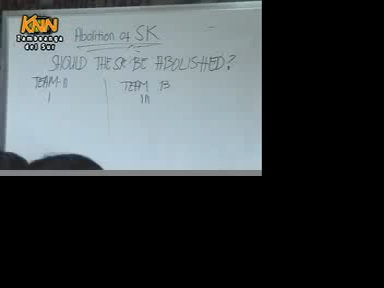 KNN
Zamboanga
del Sur
Abolition of SK
SHOULD THE SK BE ABOLISHED?
TEAM
TEAM B
I
III